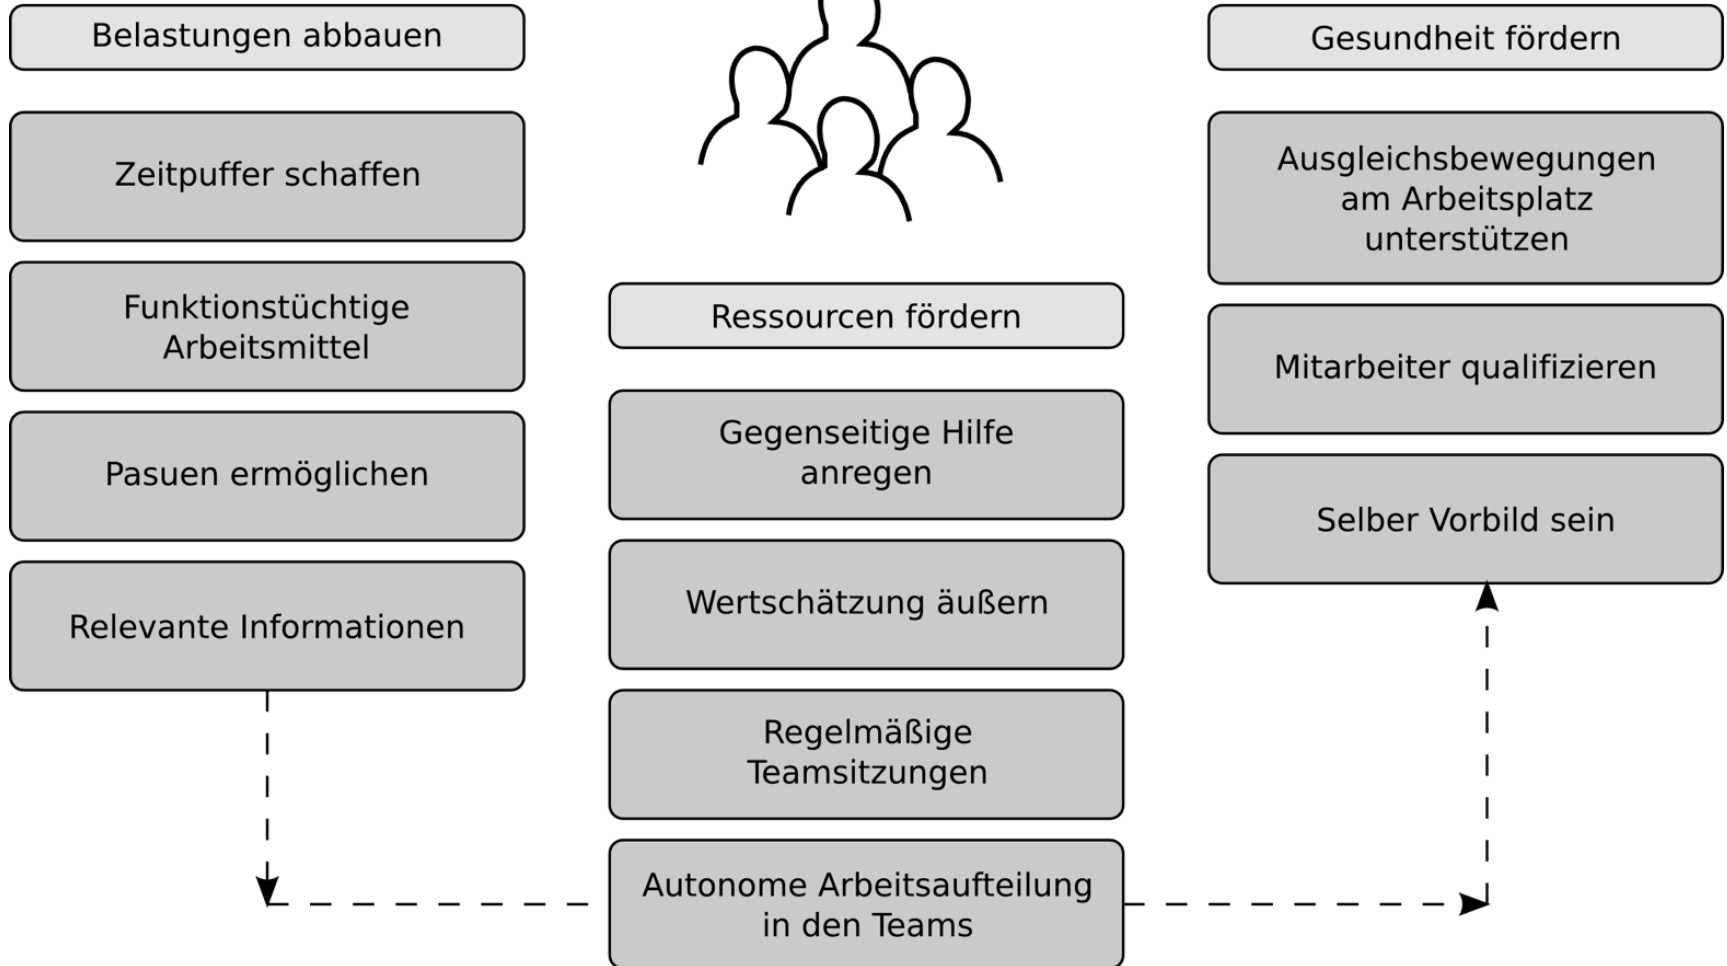 Belastungen abbauen
Zeitpuffer schaffen
Funktionstüchtige
Arbeitsmittel
Pasuen ermöglichen
Relevante Informationen
Ressourcen fördern
Gegenseitige Hilfe
anregen
Wertschätzung äußern
Regelmäßige
Teamsitzungen
Autonome Arbeitsaufteilung
in den Teams
Gesundheit fördern
Ausgleichsbewegungen
am Arbeitsplatz
unterstützen
Mitarbeiter qualifizieren
Selber Vorbild sein